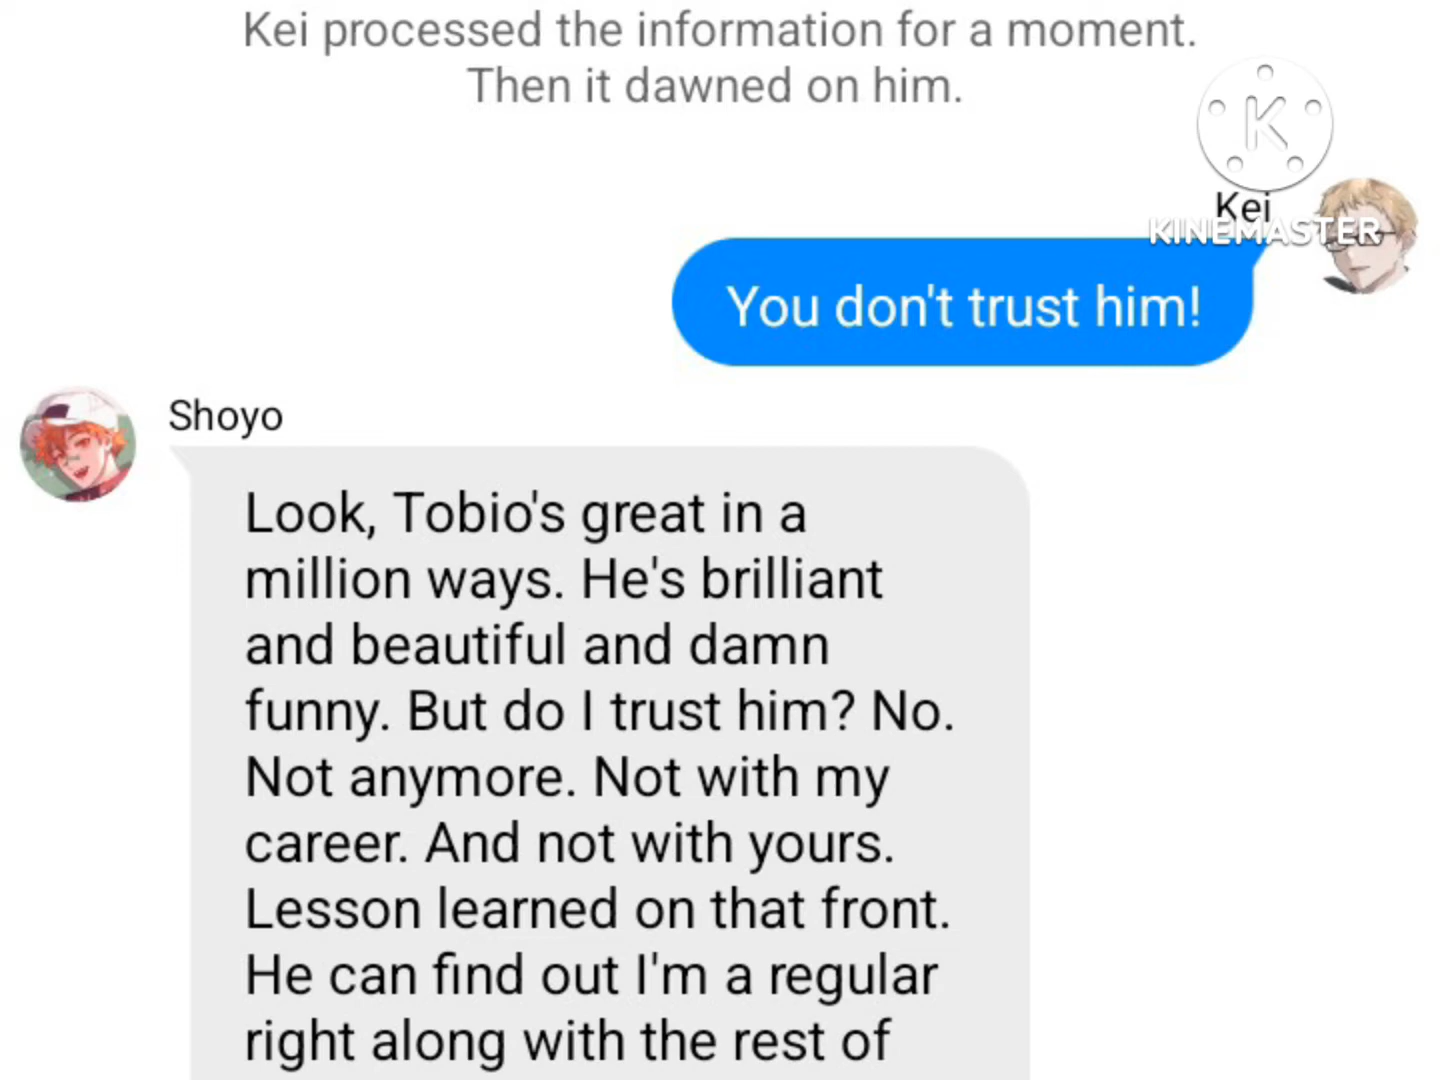 Kei processed the information for a moment.
Then it dawned on him.
K
Kei
KINEMASTER
You don't trust him!
Shoyo
Look, Tobio's great in a
million ways. He's brilliant
and beautiful and damn
funny. But do I trust him? No.
Not anymore. Not with my
career. And not with yours.
Lesson learned on that front.
He can find out I'm a regular
right along with the rest of